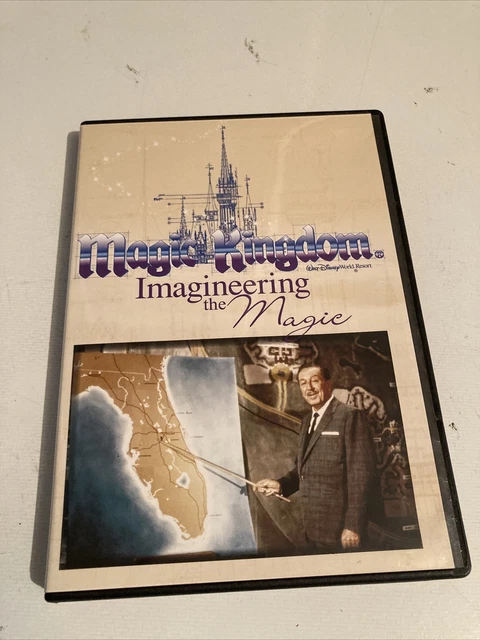 Magic Kingdom®
Walt Disney World Resort
Imagineering
the
Magic